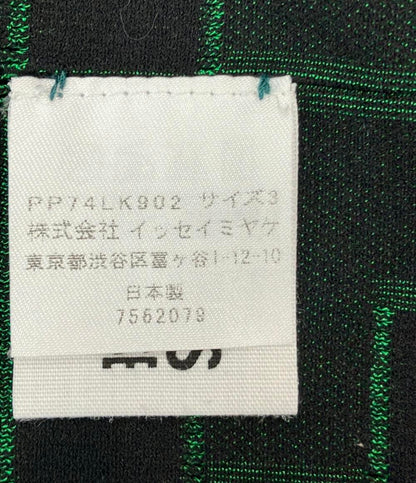 PP74LK902 サイズ3
株式会社 イッセイミヤケ
東京都渋谷区富ヶ谷1-12-10
日本製
7562079